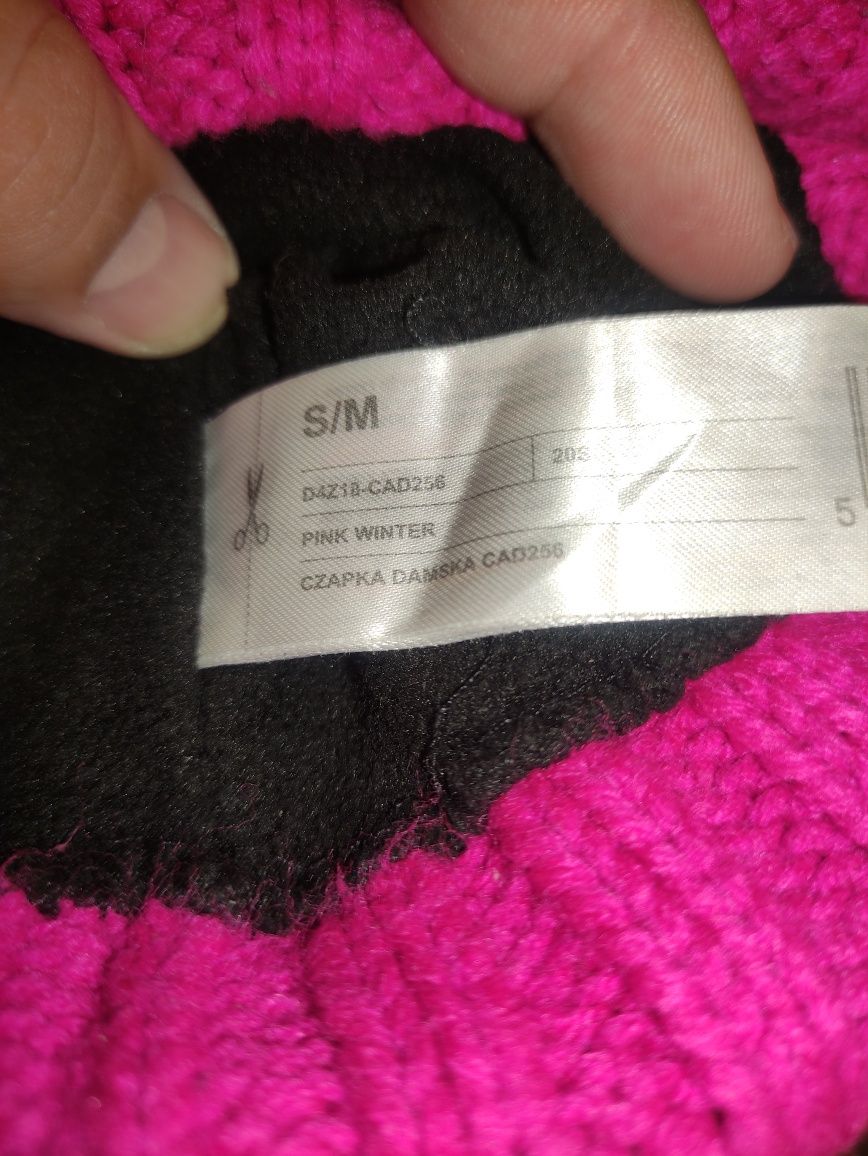 S/M
D4Z18-CAD256
PINK WINTER
CZAPKA DAMSKA CAD256
5